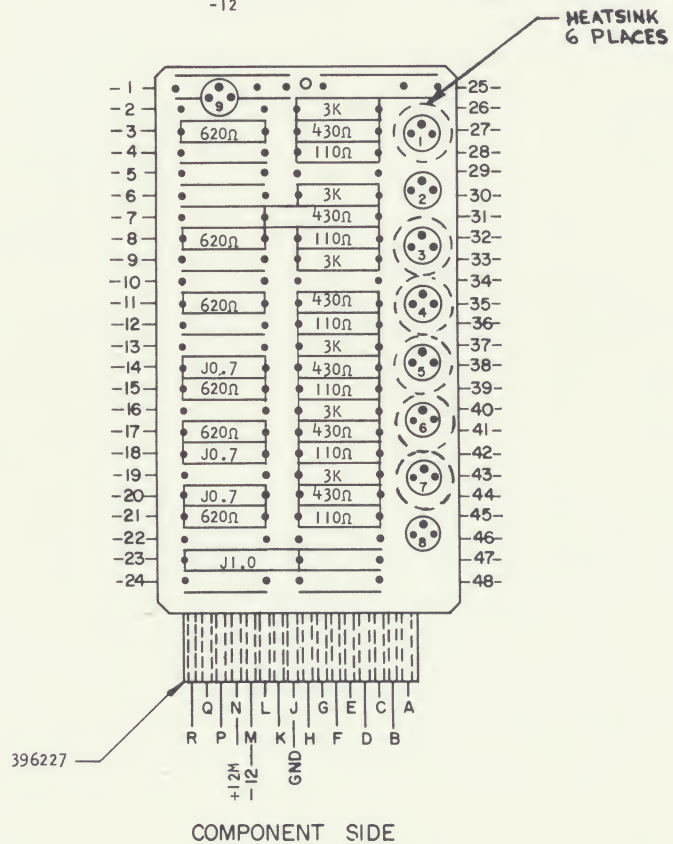 -12
HEATSINK
6 PLACES
-1 9 25-
-2 3K 26-
-3 620Ω 430Ω 1 27-
-4 110Ω 28-
-5 29-
-6 3K 2 30-
-7 430Ω 31-
-8 620Ω 110Ω 3 32-
-9 3K 33-
-10 34-
-11 620Ω 430Ω 4 35-
-12 110Ω 36-
-13 3K 37-
-14 J0.7 430Ω 5 38-
-15 620Ω 110Ω 39-
-16 3K 40-
-17 620Ω 430Ω 6 41-
-18 J0.7 110Ω 42-
-19 3K 7 43-
-20 J0.7 430Ω 44-
-21 620Ω 110Ω 45-
-22 8 46-
-23 J1.0 47-
-24 48-
Q N L J G E C A
R P M K H F D B
+12M -12 GND
396227
COMPONENT SIDE